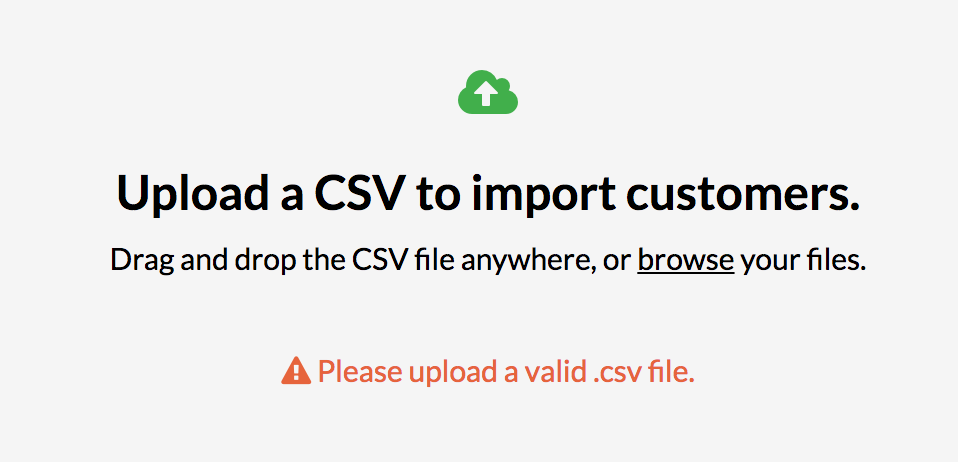 Upload a CSV to import customers.
Drag and drop the CSV file anywhere, or browse your files.
Please upload a valid .csv file.